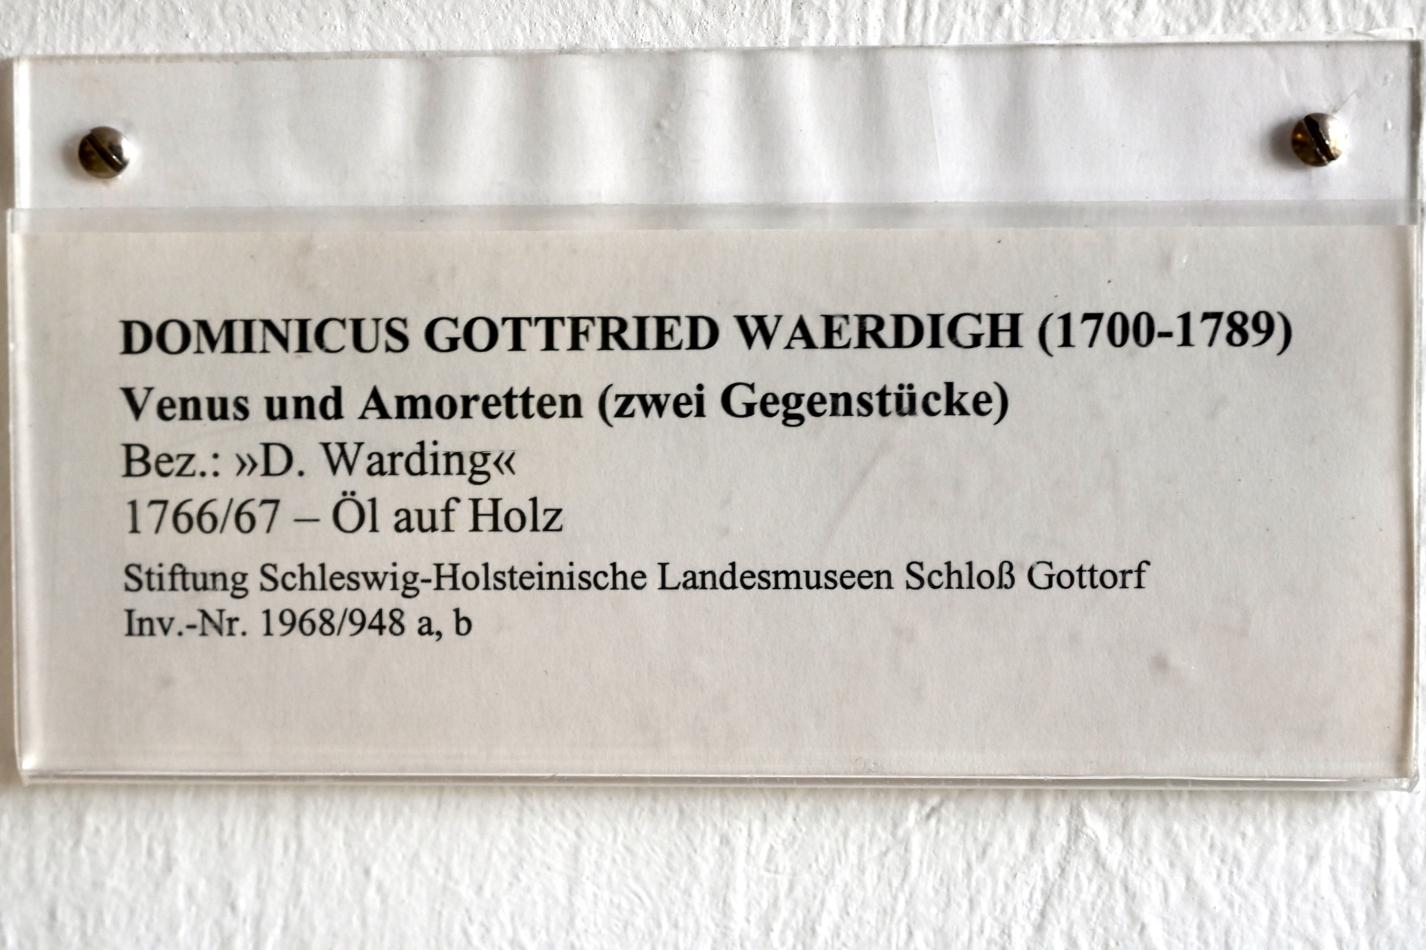 DOMINICUS GOTTFRIED WAERDIGH (1700-1789)
Venus und Amoretten (zwei Gegenstücke)
Bez.: »D. Warding«
1766/67 – Öl auf Holz
Stiftung Schleswig-Holsteinische Landesmuseen Schloß Gottorf
Inv.-Nr. 1968/948 a, b